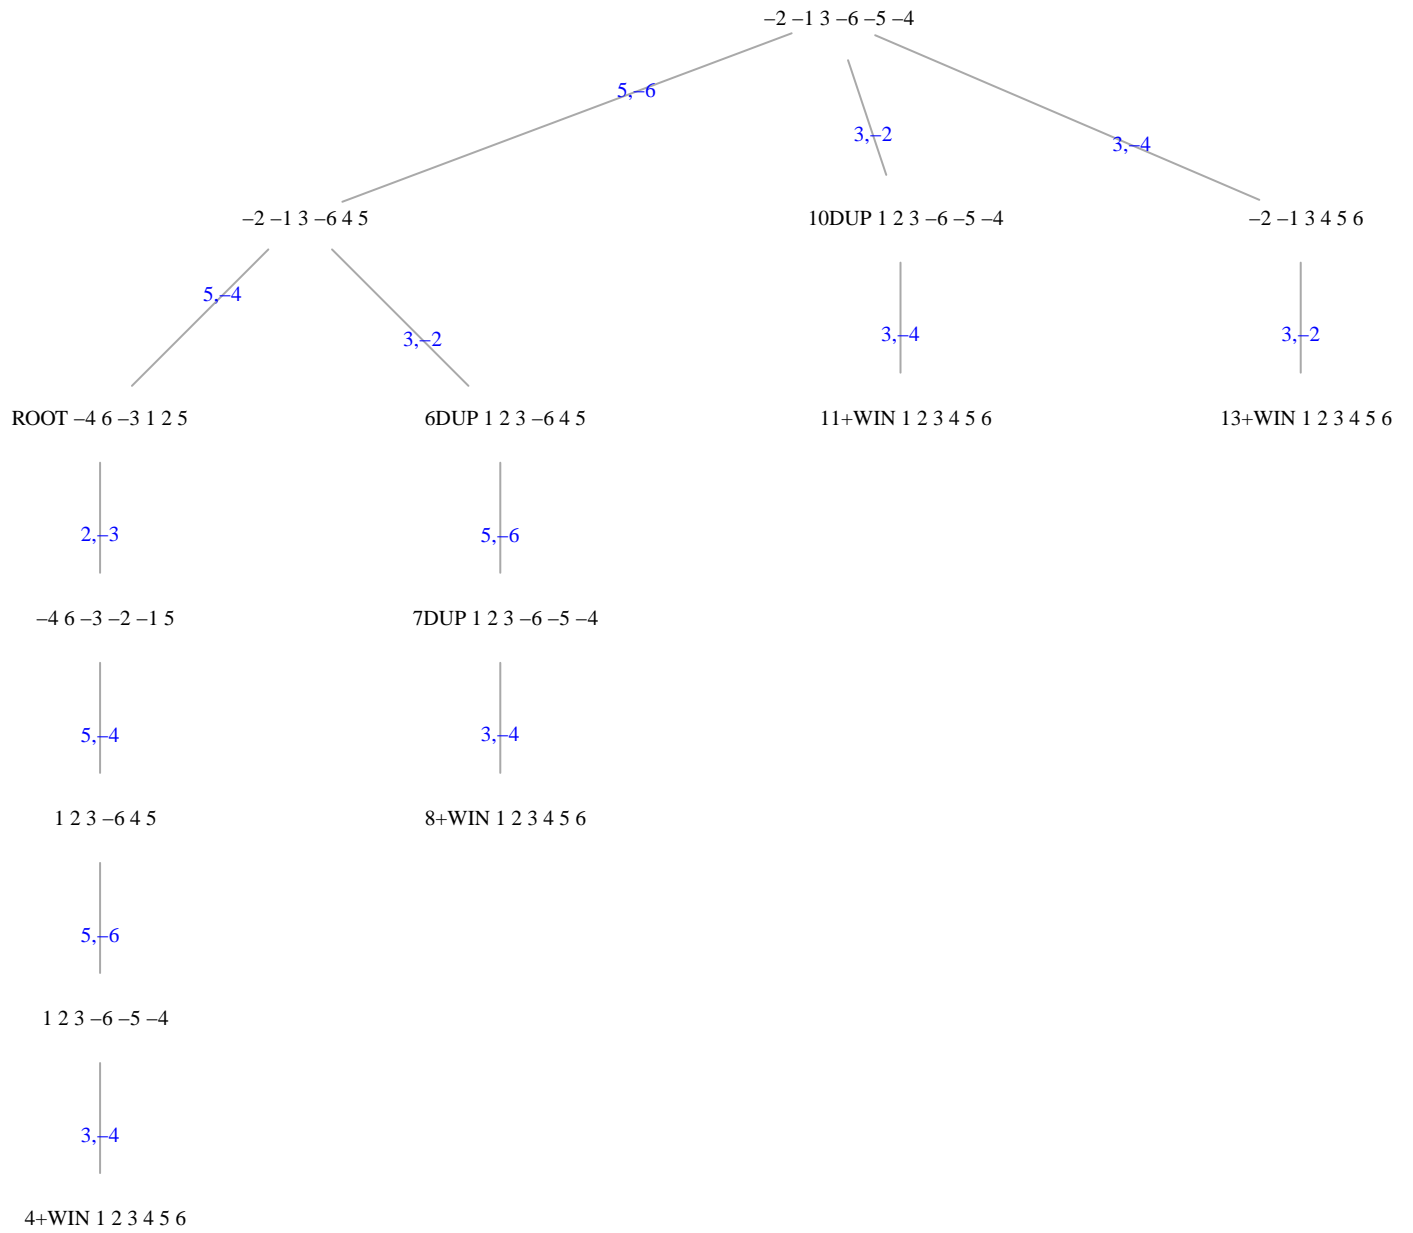 –2 –1 3 –6 –5 –4
5,–6
3,–2
3,–4
–2 –1 3 –6 4 5
10DUP 1 2 3 –6 –5 –4
–2 –1 3 4 5 6
5,–4
3,–2
3,–4
3,–2
ROOT –4 6 –3 1 2 5
6DUP 1 2 3 –6 4 5
11+WIN 1 2 3 4 5 6
13+WIN 1 2 3 4 5 6
2,–3
5,–6
–4 6 –3 –2 –1 5
7DUP 1 2 3 –6 –5 –4
5,–4
3,–4
1 2 3 –6 4 5
8+WIN 1 2 3 4 5 6
5,–6
1 2 3 –6 –5 –4
3,–4
4+WIN 1 2 3 4 5 6